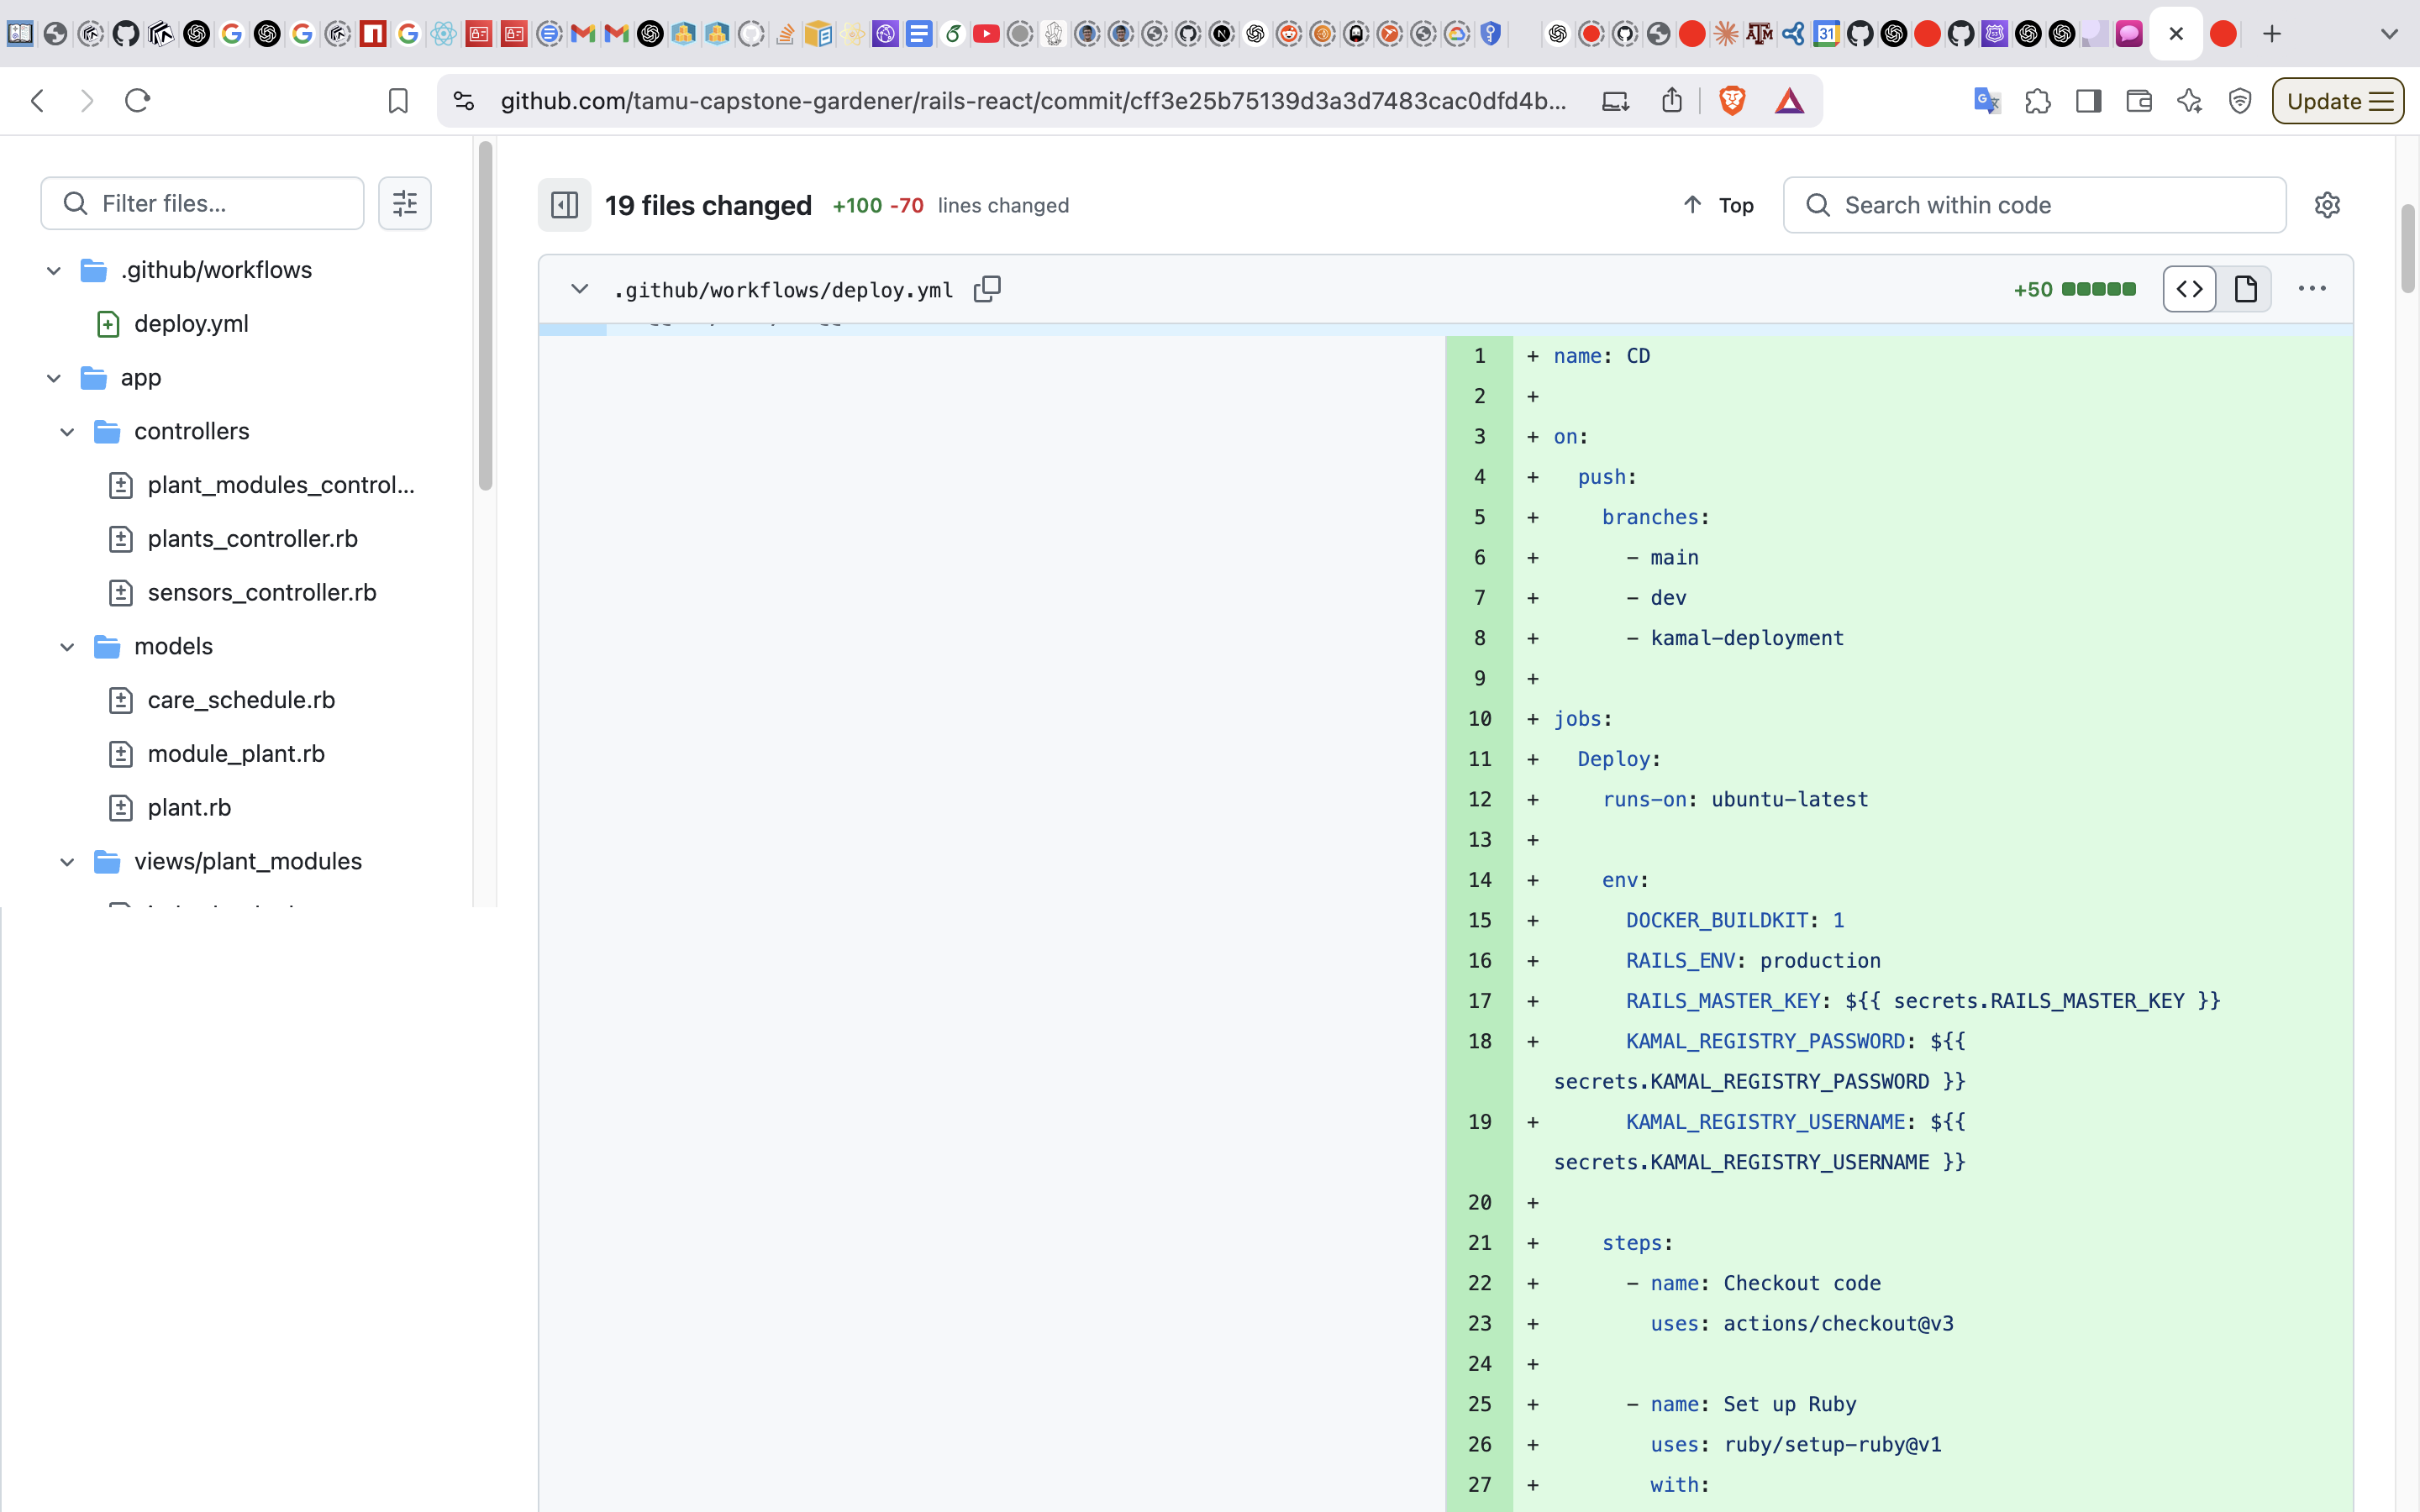 31
github.com/tamu-capstone-gardener/rails-react/commit/cff3e25b75139d3a3d7483cac0dfd4b...
Update
Filter files...
19 files changed +100 -70 lines changed
Top
Search within code
.github/workflows
deploy.yml
app
controllers
plant_modules_control...
plants_controller.rb
sensors_controller.rb
models
care_schedule.rb
module_plant.rb
plant.rb
views/plant_modules
.github/workflows/deploy.yml
+50
1 + name: CD
2 +
3 + on:
4 +   push:
5 +     branches:
6 +       - main
7 +       - dev
8 +       - kamal-deployment
9 +
10 + jobs:
11 +   Deploy:
12 +     runs-on: ubuntu-latest
13 +
14 +     env:
15 +       DOCKER_BUILDKIT: 1
16 +       RAILS_ENV: production
17 +       RAILS_MASTER_KEY: ${{ secrets.RAILS_MASTER_KEY }}
18 +       KAMAL_REGISTRY_PASSWORD: ${{
secrets.KAMAL_REGISTRY_PASSWORD }}
19 +       KAMAL_REGISTRY_USERNAME: ${{
secrets.KAMAL_REGISTRY_USERNAME }}
20 +
21 +     steps:
22 +       - name: Checkout code
23 +         uses: actions/checkout@v3
24 +
25 +       - name: Set up Ruby
26 +         uses: ruby/setup-ruby@v1
27 +         with: